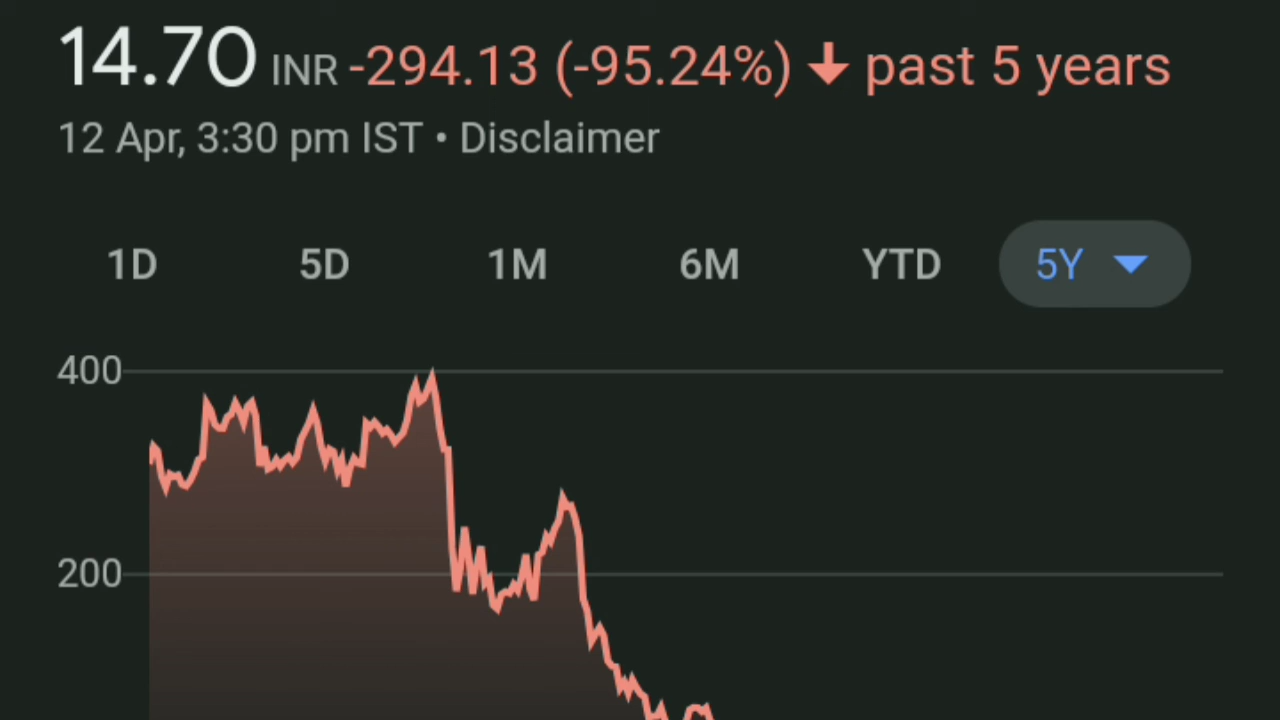 14.70 INR -294.13 (-95.24%) ↓ past 5 years
12 Apr, 3:30 pm IST • Disclaimer
1D 5D 1M 6M YTD 5Y
400
200